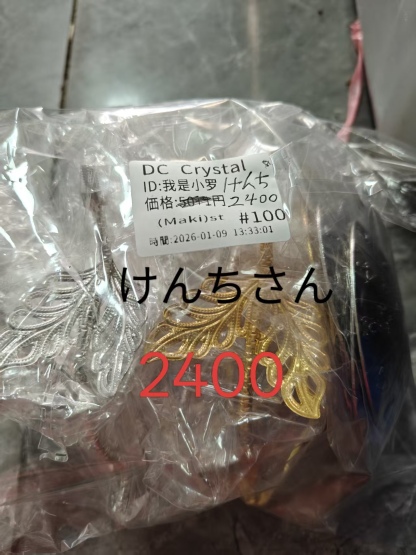 DC Crystal
ID:我是小罗 けんち
価格: 円 2400
(Maki)st #100
時間:2026-01-09 13:33:01
けんちさん
2400